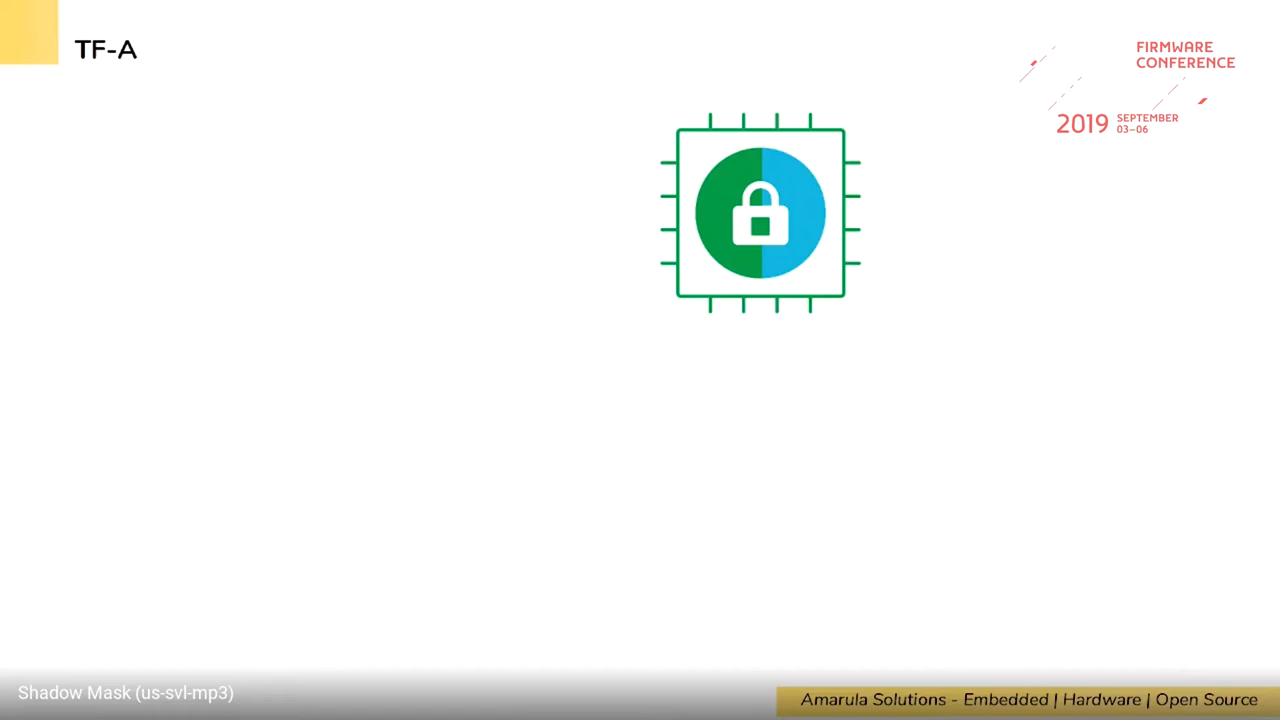 TF-A
FIRMWARE
CONFERENCE
2019
SEPTEMBER
03–06
Shadow Mask (us-svl-mp3)
Amarula Solutions - Embedded | Hardware | Open Source